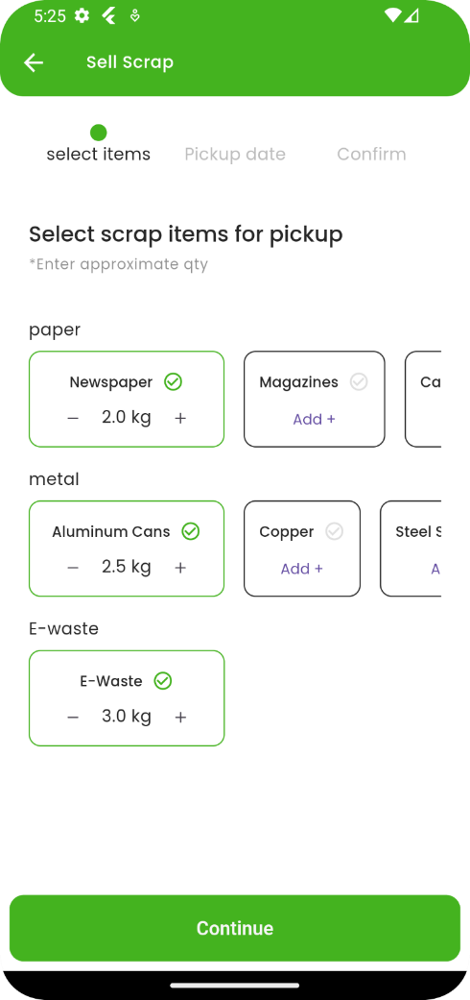 5:25
Sell Scrap
select items Pickup date Confirm
Select scrap items for pickup
*Enter approximate qty
paper
Newspaper Magazines Ca
− 2.0 kg + Add +
metal
Aluminum Cans Copper Steel S
− 2.5 kg + Add + A
E-waste
E-Waste
− 3.0 kg +
Continue